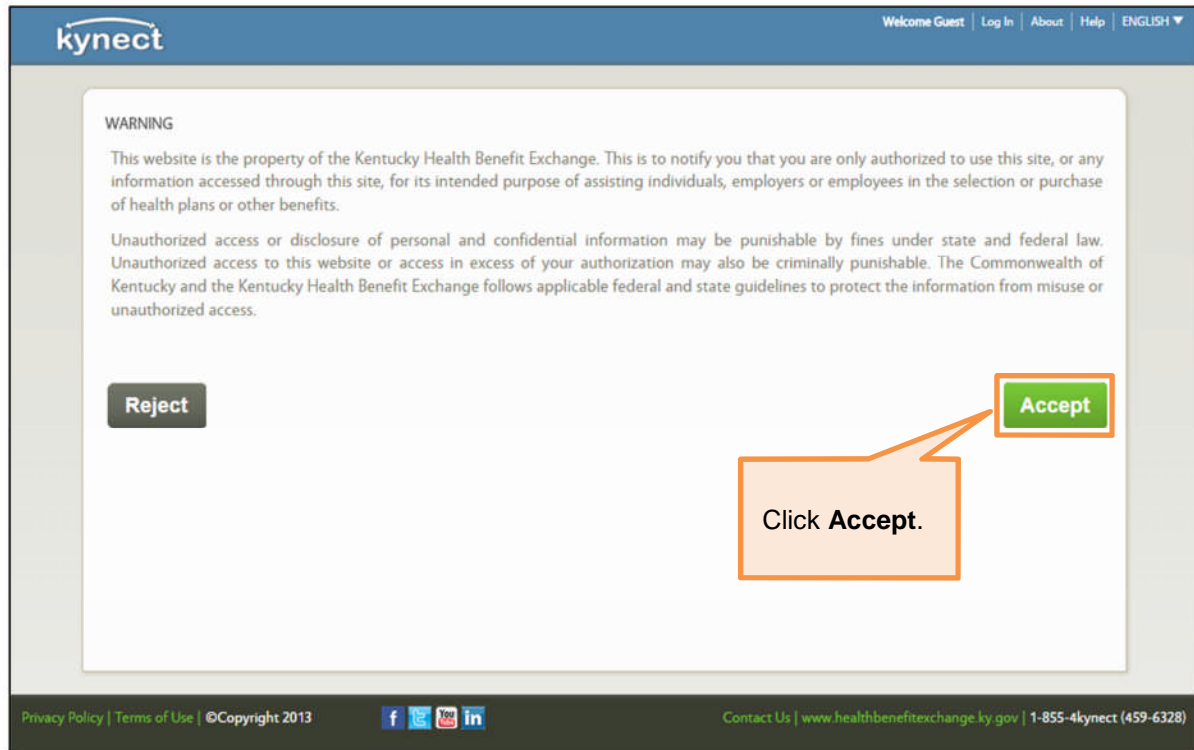 kynect
Welcome Guest | Log In | About | Help | ENGLISH ▼
WARNING
This website is the property of the Kentucky Health Benefit Exchange. This is to notify you that you are only authorized to use this site, or any
information accessed through this site, for its intended purpose of assisting individuals, employers or employees in the selection or purchase
of health plans or other benefits.
Unauthorized access or disclosure of personal and confidential information may be punishable by fines under state and federal law.
Unauthorized access to this website or access in excess of your authorization may also be criminally punishable. The Commonwealth of
Kentucky and the Kentucky Health Benefit Exchange follows applicable federal and state guidelines to protect the information from misuse or
unauthorized access.
Reject
Accept
Click Accept.
Privacy Policy | Terms of Use | ©Copyright 2013
f t You Tube in
Contact Us | www.healthbenefitexchange.ky.gov | 1-855-4kynect (459-6328)